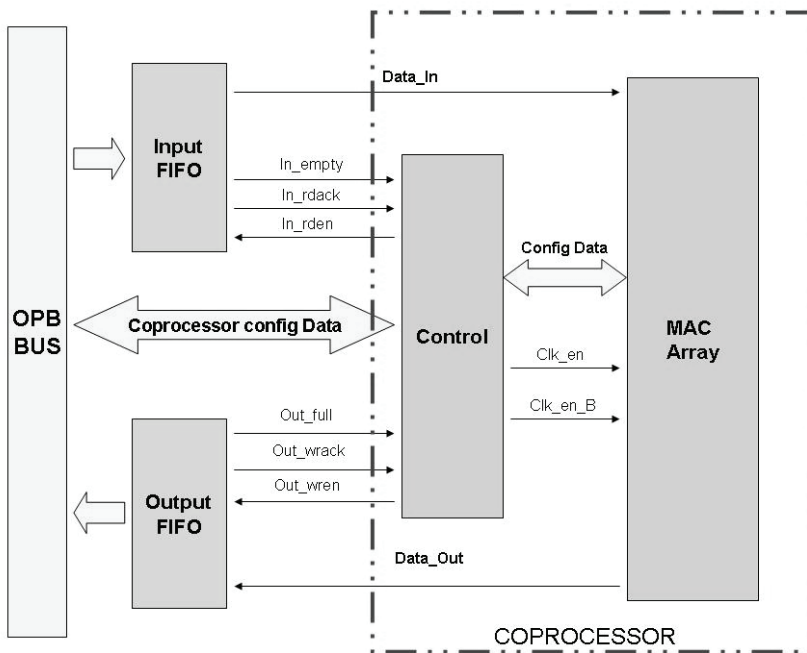 Data_In
Input
FIFO
In_empty
In_rdack
In_rden
Config Data
OPB
BUS
Coprocessor config Data
Control
MAC
Array
Clk_en
Clk_en_B
Out_full
Out_wrack
Out_wren
Output
FIFO
Data_Out
COPROCESSOR